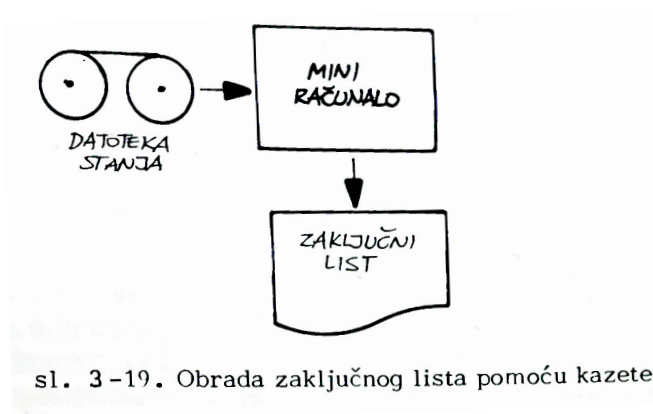 MINI
RAČUNALO
DATOTEKA
STANJA
ZAKLJUČNI
LIST
sl. 3-19. Obrada zaključnog lista pomoću kazete